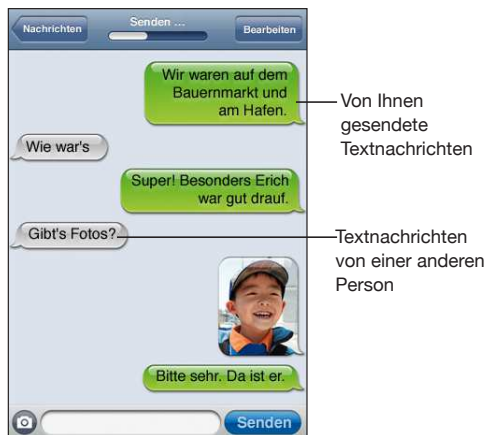 Nachrichten
Senden ...
Bearbeiten
Wir waren auf dem
Bauernmarkt und
am Hafen.
Von Ihnen
gesendete
Textnachrichten
Wie war's
Super! Besonders Erich
war gut drauf.
Gibt's Fotos?
Textnachrichten
von einer anderen
Person
Bitte sehr. Da ist er.
Senden